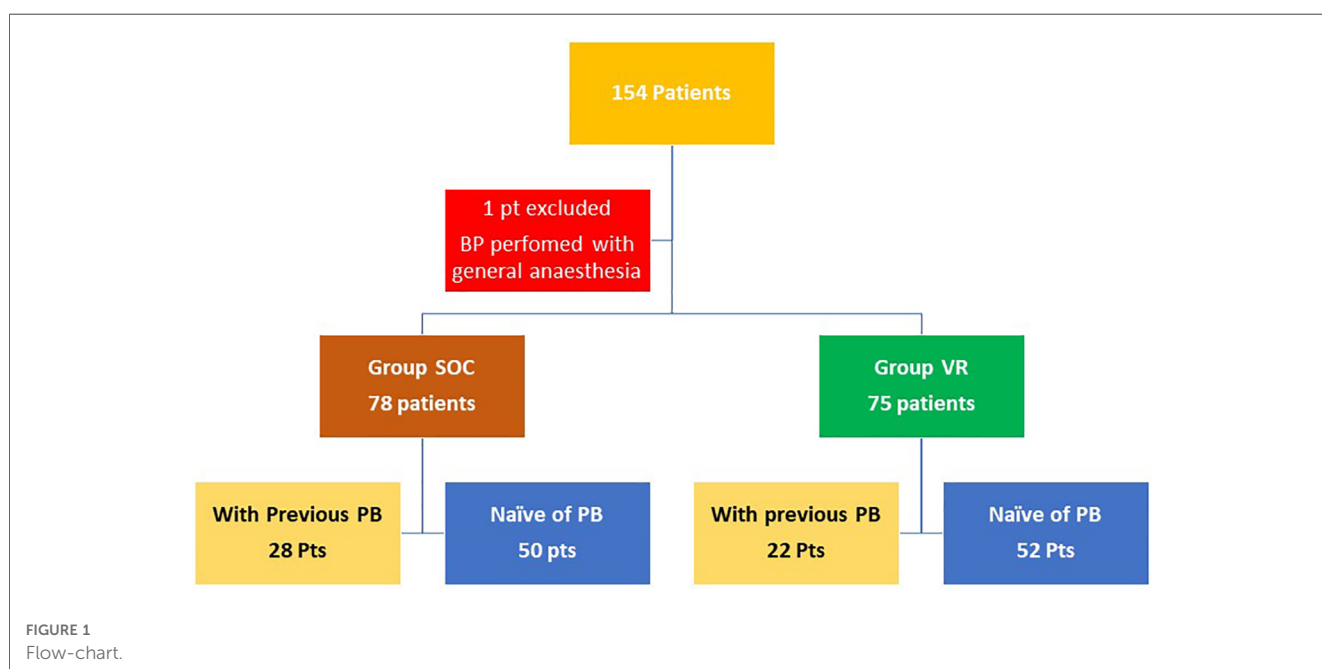 154 Patients
1 pt excluded
BP perfomed with
general anaesthesia
Group SOC
78 patients
Group VR
75 patients
With Previous PB
28 Pts
Naïve of PB
50 pts
With previous PB
22 Pts
Naïve of PB
52 Pts
FIGURE 1
Flow-chart.